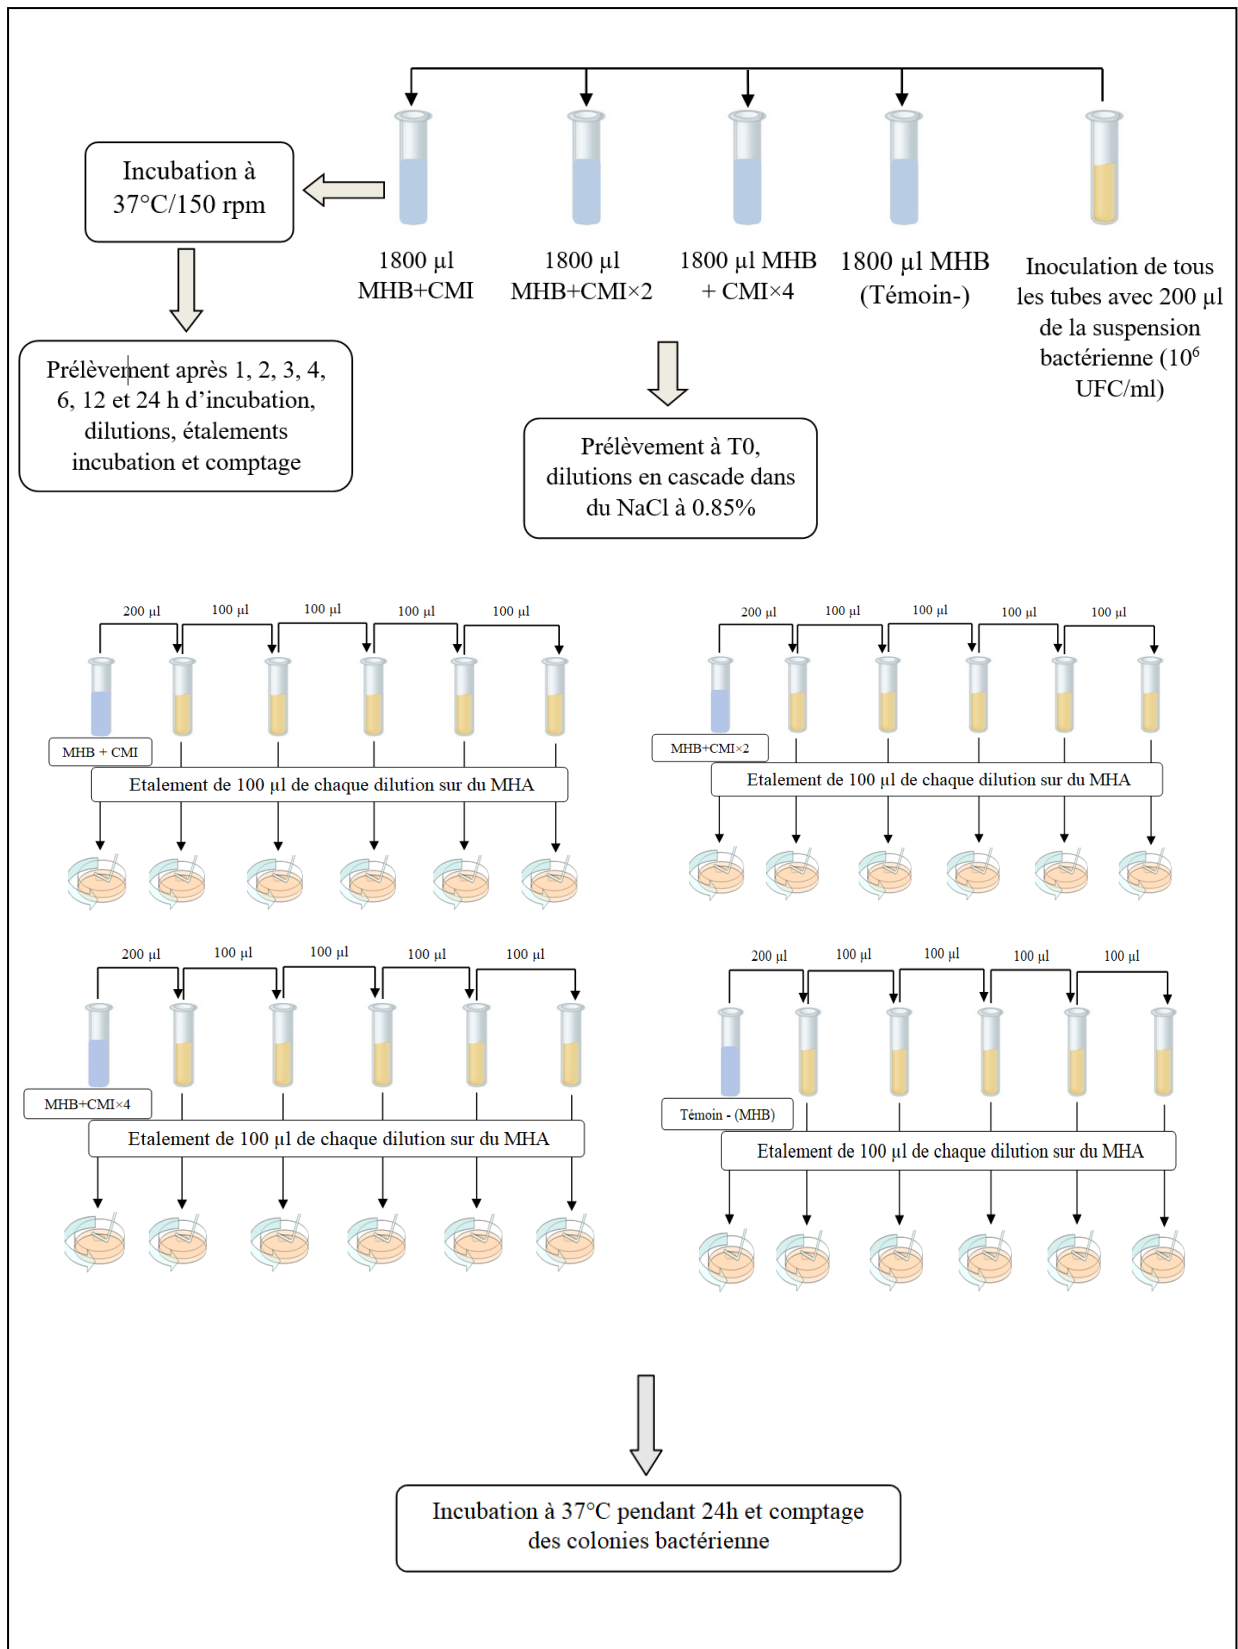 Incubation à
37°C/150 rpm
1800 µl
MHB+CMI
1800 µl
MHB+CMI×2
1800 µl MHB
+ CMI×4
1800 µl MHB
(Témoin-)
Inoculation de tous
les tubes avec 200 µl
de la suspension
bactérienne (10⁶
UFC/ml)
Prélèvement après 1, 2, 3, 4,
6, 12 et 24 h d’incubation,
dilutions, étalements
incubation et comptage
Prélèvement à T0,
dilutions en cascade dans
du NaCl à 0.85%
200 µl
100 µl
100 µl
100 µl
100 µl
MHB + CMI
Etalement de 100 µl de chaque dilution sur du MHA
200 µl
100 µl
100 µl
100 µl
100 µl
MHB+CMI×2
Etalement de 100 µl de chaque dilution sur du MHA
200 µl
100 µl
100 µl
100 µl
100 µl
MHB+CMI×4
Etalement de 100 µl de chaque dilution sur du MHA
200 µl
100 µl
100 µl
100 µl
100 µl
Témoin - (MHB)
Etalement de 100 µl de chaque dilution sur du MHA
Incubation à 37°C pendant 24h et comptage
des colonies bactérienne